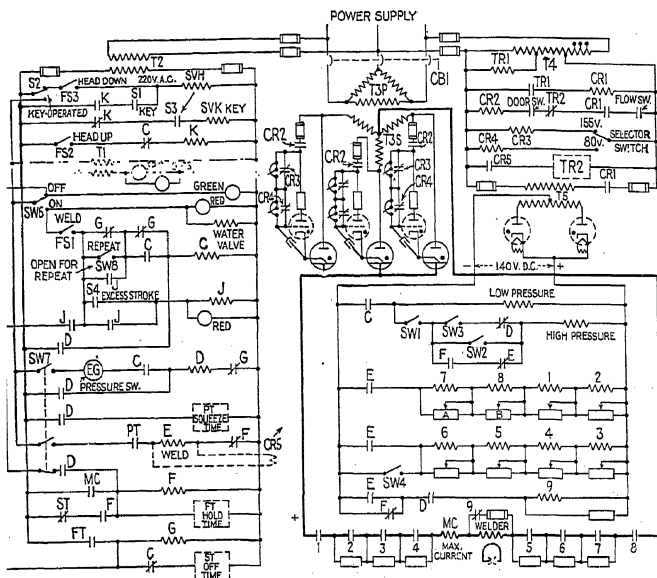 POWER SUPPLY
T2
T4
CB1
TR1
S2
HEAD DOWN
220V. A.C.
SVH
T3P
TR1
CR1
FS3
S1
K
KEY
S3
SVK KEY
KEY-OPERATED
K
CR2
DOOR SW.
TR2
CR1
FLOW SW.
HEAD UP
C
K
FS2
CR2
CR2
T3S
CR2
CR3
155V.
SELECTOR
CR4
80V.
SWITCH
T1
CR3
CR3
CR5
TR2
CR1
CR4
CR4
OFF
GREEN
ON
RED
SW6
WELD
G
G
WATER
VALVE
FS1
REPEAT
C
C
SW8
OPEN FOR
REPEAT
J
140 V. D.C.
+
S4
EXCESS STROKE
J
LOW PRESSURE
J
J
RED
C
SW1
SW3
D
HIGH PRESSURE
D
SW2
SW7
EG
C
D
G
F
E
PRESSURE SW.
D
E
7
8
1
2
A
B
D
PT
SQUEEZE
TIME
E
6
5
4
3
PT
E
F
CR5
WELD
SW4
D
E
D
9
MC
F
F
ST
F
FT
HOLD
TIME
+
MC
9
WELDER
FT
G
1
2
3
4
MAX.
CURRENT
5
6
7
8
C
ST
OFF
TIME